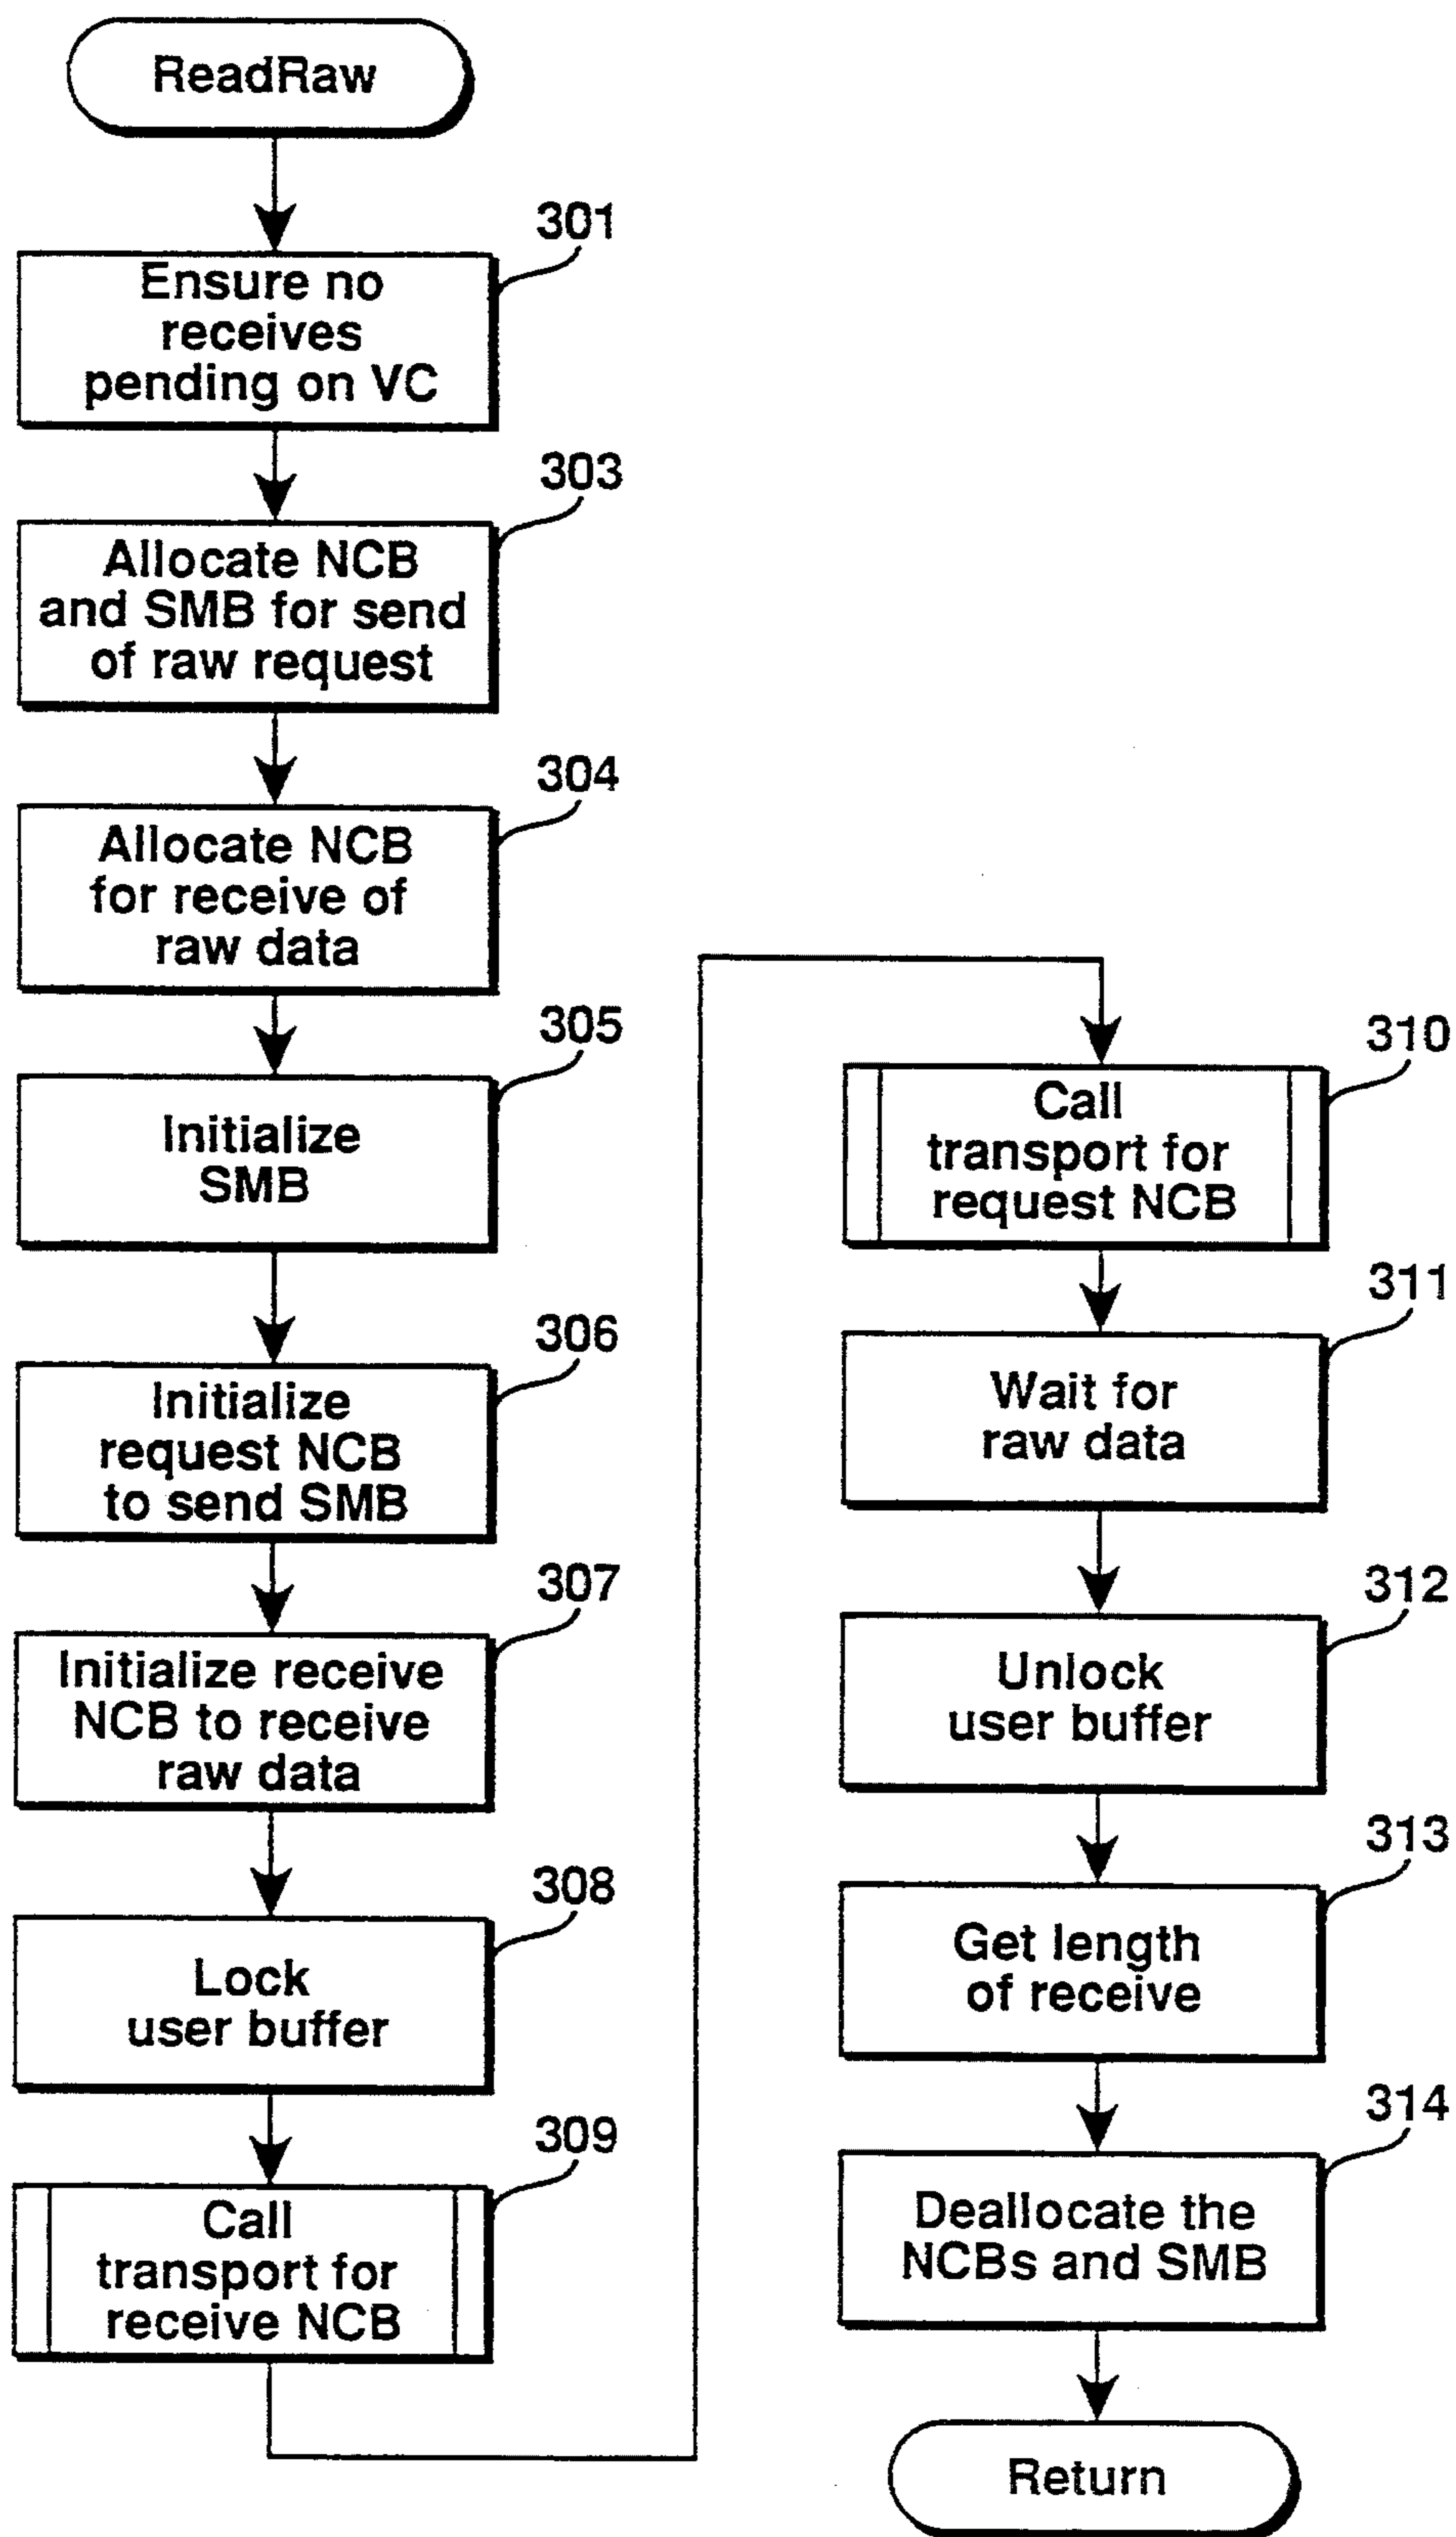 ReadRaw
301
Ensure no
receives
pending on VC
303
Allocate NCB
and SMB for send
of raw request
304
Allocate NCB
for receive of
raw data
305
Initialize
SMB
306
Initialize
request NCB
to send SMB
307
Initialize receive
NCB to receive
raw data
308
Lock
user buffer
309
Call
transport for
receive NCB
310
Call
transport for
request NCB
311
Wait for
raw data
312
Unlock
user buffer
313
Get length
of receive
314
Deallocate the
NCBs and SMB
Return